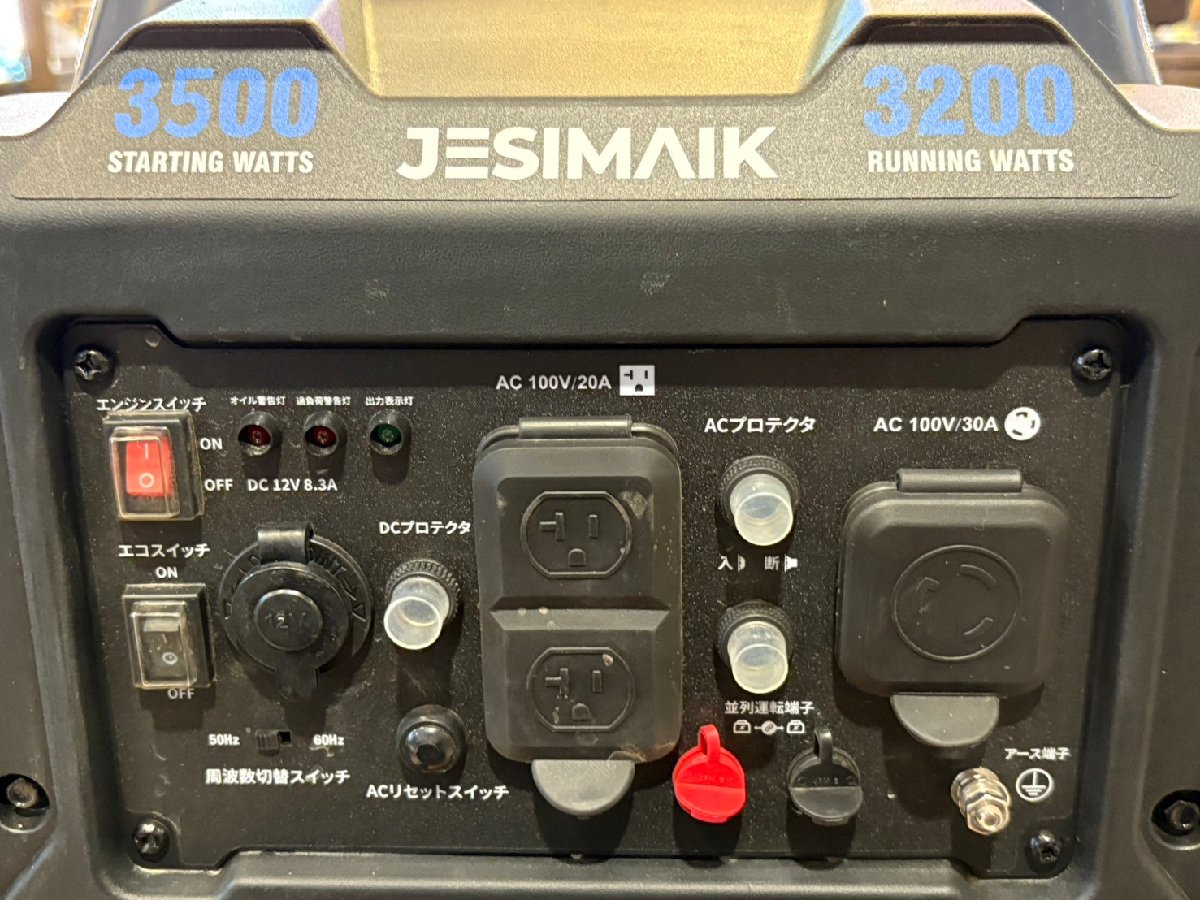 3500
STARTING WATTS
JESIMAIK
3200
RUNNING WATTS
AC 100V/20A
エンジンスイッチ
オイル警告灯
過負荷警告灯
出力表示灯
ON
OFF
DC 12V 8.3A
ACプロテクタ
AC 100V/30A
DCプロテクタ
エコスイッチ
ON
OFF
12V
入
断
50Hz
60Hz
周波数切替スイッチ
ACリセットスイッチ
並列運転端子
アース端子